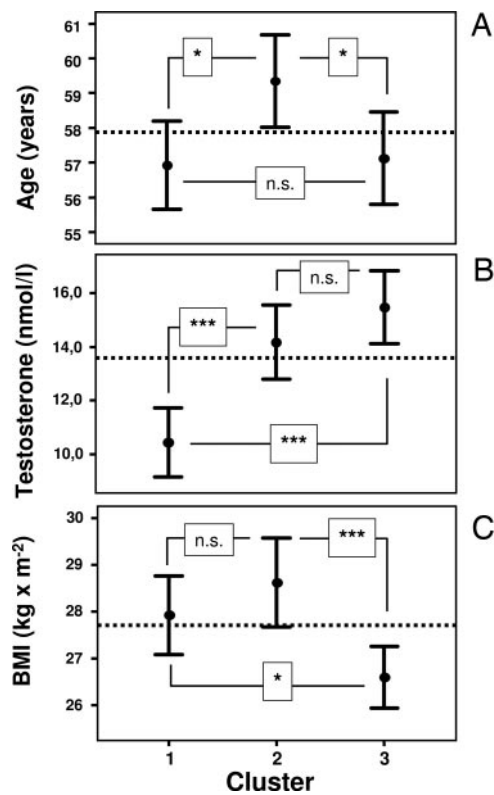 A
Age (years)
61
60
59
58
57
56
55
*
*
n.s.
B
Testosterone (nmol/l)
16,0
14,0
12,0
10,0
n.s.
***
***
C
BMI (kg x m-2)
30
29
28
27
26
n.s.
***
*
1 2 3
Cluster